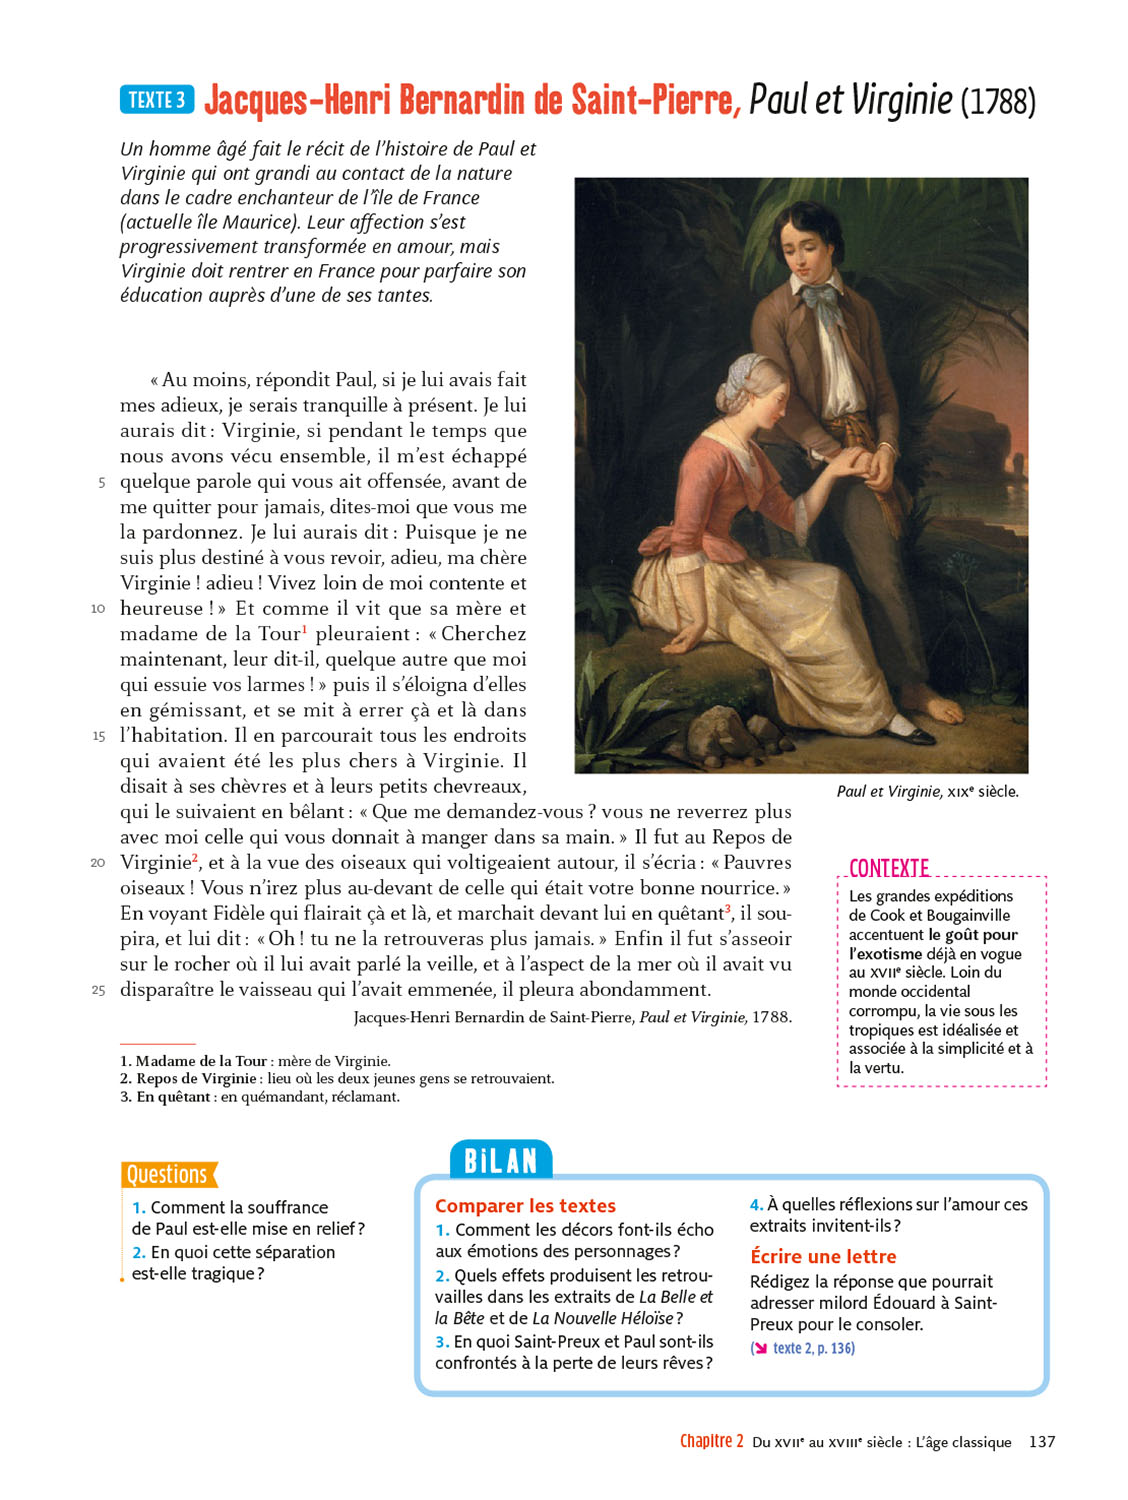 TEXTE 3 Jacques-Henri Bernardin de Saint-Pierre, Paul et Virginie (1788)
Un homme âgé fait le récit de l'histoire de Paul et
Virginie qui ont grandi au contact de la nature
dans le cadre enchanteur de l'île de France
(actuelle île Maurice). Leur affection s'est
progressivement transformée en amour, mais
Virginie doit rentrer en France pour parfaire son
éducation auprès d'une de ses tantes.
« Au moins, répondit Paul, si je lui avais fait
mes adieux, je serais tranquille à présent. Je lui
aurais dit : Virginie, si pendant le temps que
nous avons vécu ensemble, il m'est échappé
5 quelque parole qui vous ait offensée, avant de
me quitter pour jamais, dites-moi que vous me
la pardonnez. Je lui aurais dit : Puisque je ne
suis plus destiné à vous revoir, adieu, ma chère
Virginie ! adieu ! Vivez loin de moi contente et
10 heureuse ! » Et comme il vit que sa mère et
madame de la Tour1 pleuraient : « Cherchez
maintenant, leur dit-il, quelque autre que moi
qui essuie vos larmes ! » puis il s'éloigna d'elles
en gémissant, et se mit à errer çà et là dans
15 l'habitation. Il en parcourait tous les endroits
qui avaient été les plus chers à Virginie. Il
disait à ses chèvres et à leurs petits chevreaux,
qui le suivaient en bêlant : « Que me demandez-vous ? vous ne reverrez plus
avec moi celle qui vous donnait à manger dans sa main. » Il fut au Repos de
20 Virginie2, et à la vue des oiseaux qui voltigeaient autour, il s'écria : « Pauvres
oiseaux ! Vous n'irez plus au-devant de celle qui était votre bonne nourrice. »
En voyant Fidèle qui flairait çà et là, et marchait devant lui en quêtant3, il sou-
pira, et lui dit : « Oh ! tu ne la retrouveras plus jamais. » Enfin il fut s'asseoir
sur le rocher où il lui avait parlé la veille, et à l'aspect de la mer où il avait vu
25 disparaître le vaisseau qui l'avait emmenée, il pleura abondamment.
Jacques-Henri Bernardin de Saint-Pierre, Paul et Virginie, 1788.
1. Madame de la Tour : mère de Virginie.
2. Repos de Virginie : lieu où les deux jeunes gens se retrouvaient.
3. En quêtant : en quémandant, réclamant.
Paul et Virginie, XIXe siècle.
CONTEXTE
Les grandes expéditions
de Cook et Bougainville
accentuent le goût pour
l'exotisme déjà en vogue
au XVIIe siècle. Loin du
monde occidental
corrompu, la vie sous les
tropiques est idéalisée et
associée à la simplicité et à
la vertu.
Questions
1. Comment la souffrance
de Paul est-elle mise en relief ?
2. En quoi cette séparation
est-elle tragique ?
BILAN
Comparer les textes
1. Comment les décors font-ils écho
aux émotions des personnages ?
2. Quels effets produisent les retrou-
vailles dans les extraits de La Belle et
la Bête et de La Nouvelle Héloïse ?
3. En quoi Saint-Preux et Paul sont-ils
confrontés à la perte de leurs rêves ?
4. À quelles réflexions sur l'amour ces
extraits invitent-ils ?
Écrire une lettre
Rédigez la réponse que pourrait
adresser milord Édouard à Saint-
Preux pour le consoler.
(↘ texte 2, p. 136)
Chapitre 2 Du XVIIe au XVIIIe siècle : L'âge classique 137